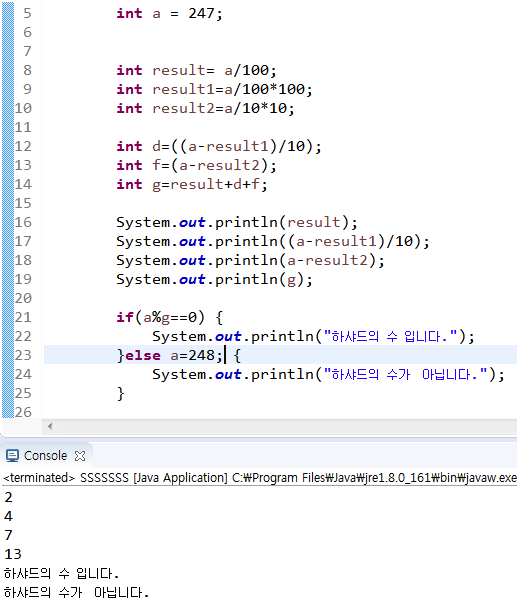 5 int a = 247;
6
7
8 int result= a/100;
9 int result1=a/100*100;
10 int result2=a/10*10;
11
12 int d=((a-result1)/10);
13 int f=(a-result2);
14 int g=result+d+f;
15
16 System.out.println(result);
17 System.out.println((a-result1)/10);
18 System.out.println(a-result2);
19 System.out.println(g);
20
21 if(a%g==0) {
22 System.out.println("하샤드의 수 입니다.");
23 }else a=248; {
24 System.out.println("하샤드의 수가  아닙니다.");
25 }
26
Console
<terminated> SSSSSSS [Java Application] C:₩Program Files₩Java₩jre1.8.0_161₩bin₩javaw.exe
2
4
7
13
하샤드의 수 입니다.
하샤드의 수가  아닙니다.